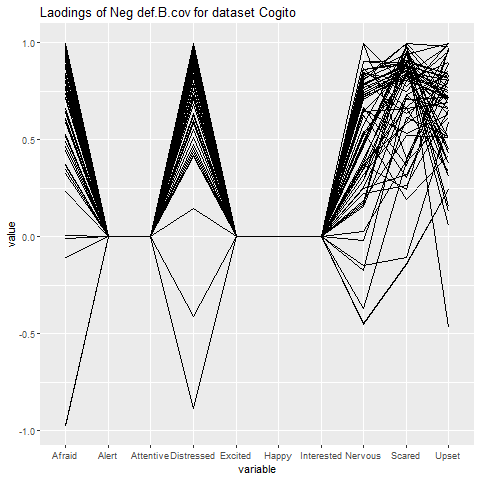 Laodings of Neg def.B.cov for dataset Cogito
1.0
0.5
0.0
-0.5
-1.0
value
Afraid Alert Attentive Distressed Excited Happy Interested Nervous Scared Upset
variable